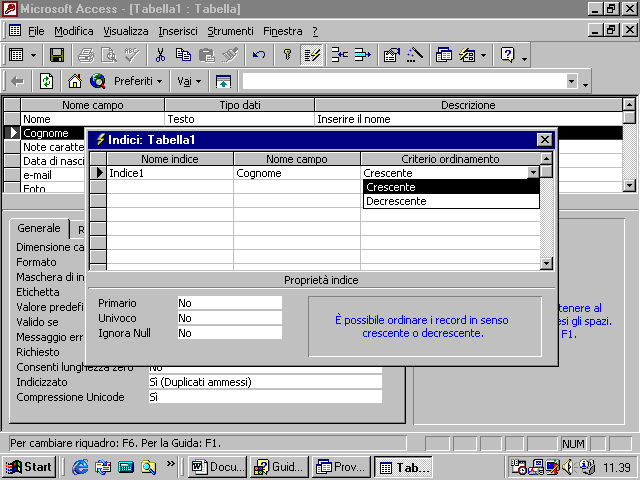 Microsoft Access - [Tabella1 : Tabella]
File Modifica Visualizza Inserisci Strumenti Finestra ?
Preferiti Vai
Nome campo Tipo dati Descrizione
Nome Testo Inserire il nome
Cognome
Note caratte
Data di nasci
e-mail
Foto
Indici: Tabella1
Nome indice Nome campo Criterio ordinamento
Indice1 Cognome Crescente
Crescente
Decrescente
Proprietà indice
Primario No
Univoco No
Ignora Null No
È possibile ordinare i record in senso
crescente o decrescente.
Generale R
Dimensione ca
Formato
Maschera di in
Etichetta
Valore predefi
Valido se
Messaggio err
Richiesto
Consenti lunghezza zero No
Indicizzato Sì (Duplicati ammessi)
Compressione Unicode Sì
tenere al
esi gli spazi.
F1.
Per cambiare riquadro: F6. Per la Guida: F1.
NUM
Start » Docu... Guid... Prov... Tab... 11.39